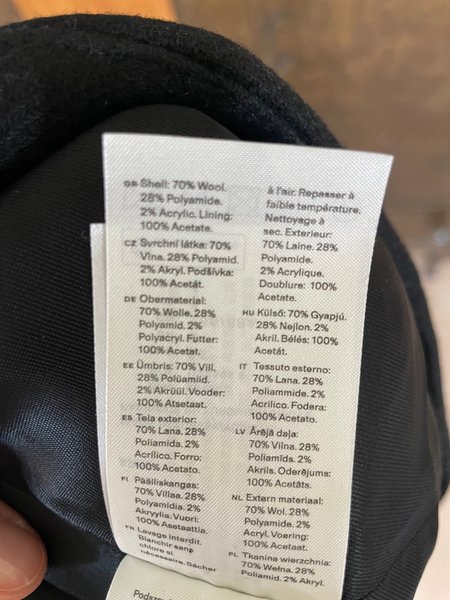 GB Shell: 70% Wool.
28% Polyamide.
2% Acrylic. Lining:
100% Acetate.
CZ Svrchní látka: 70%
Vlna. 28% Polyamid.
2% Akryl. Podšívka:
100% Acetát.
DE Obermaterial:
70% Wolle. 28%
Polyamid. 2%
Polyacryl. Futter:
100% Acetat.
EE Ümbris: 70% Vill.
28% Polüamiid.
2% Akrüül. Vooder:
100% Atsetaat.
ES Tela exterior:
70% Lana. 28%
Poliamida. 2%
Acrílico. Forro:
100% Acetato.
FI Päälliskangas:
70% Villaa. 28%
Polyamidia. 2%
Akryylia. Vuori:
100% Asetaattia.
FR Lavage interdit.
Blanchir sans
chlore si
nécessaire. Sécher
à l'air. Repasser à
faible température.
Nettoyage à
sec. Exterieur:
70% Laine. 28%
Polyamide.
2% Acrylique.
Doublure: 100%
Acetate.
HU Külső: 70% Gyapjú.
28% Nejlon. 2%
Akril. Bélés: 100%
Acetát.
IT Tessuto esterno:
70% Lana. 28%
Poliammide. 2%
Acrilico. Fodera:
100% Acetato.
LV Ārējā daļa:
70% Vilna. 28%
Poliamīds. 2%
Akrils. Oderējums:
100% Acetāts.
NL Extern materiaal:
70% Wol. 28%
Polyamide. 2%
Acryl. Voering:
100% Acetaat.
PL Tkanina wierzchnia:
70% Wełna. 28%
Poliamid. 2% Akryl.